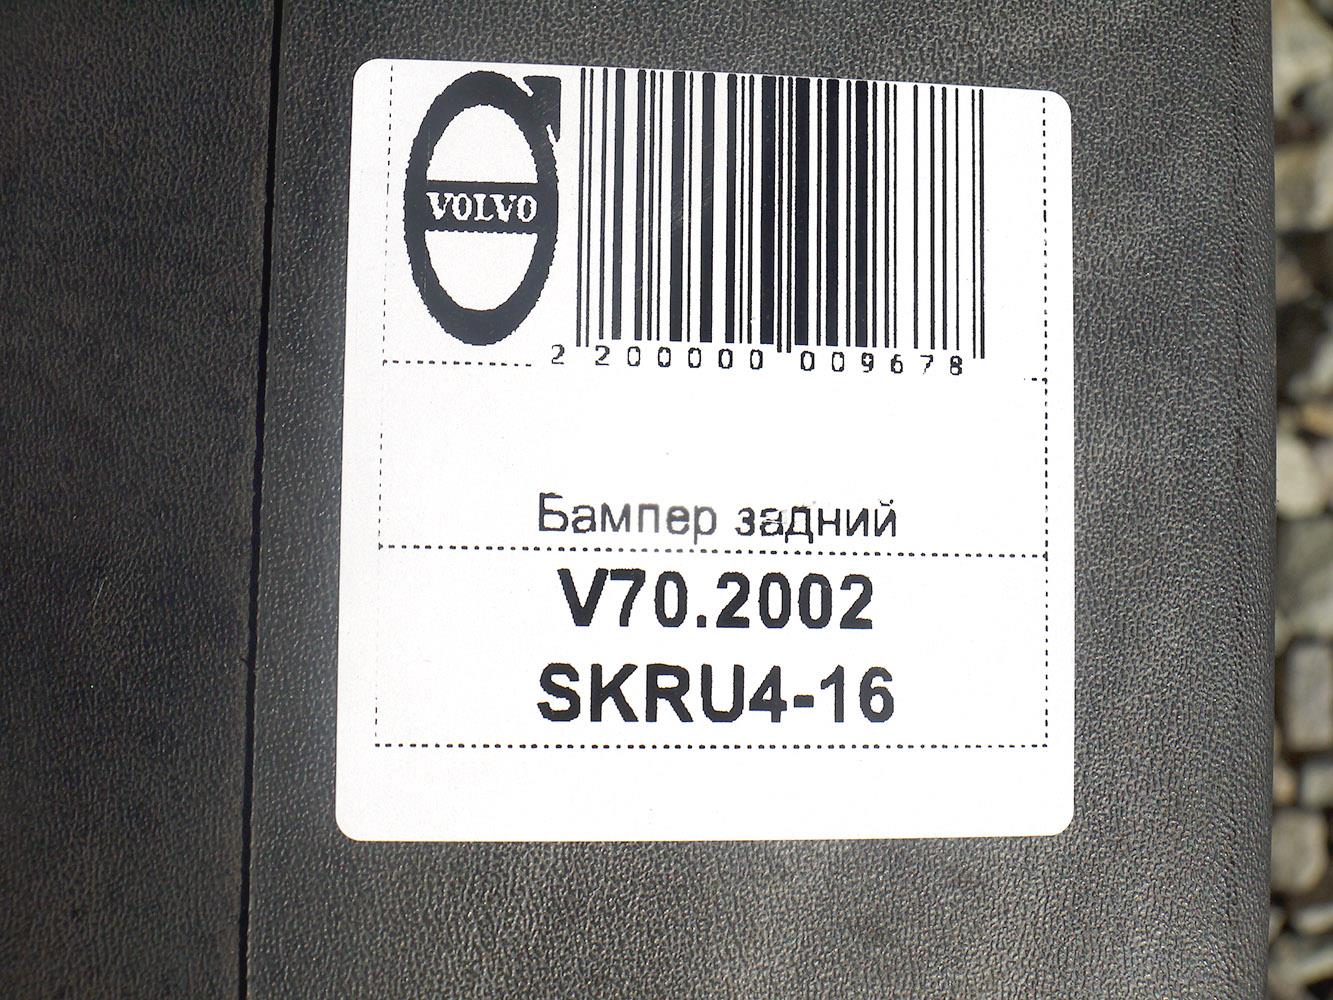 VOLVO
2 200000 009678
Бампер задний
V70.2002
SKRU4-16